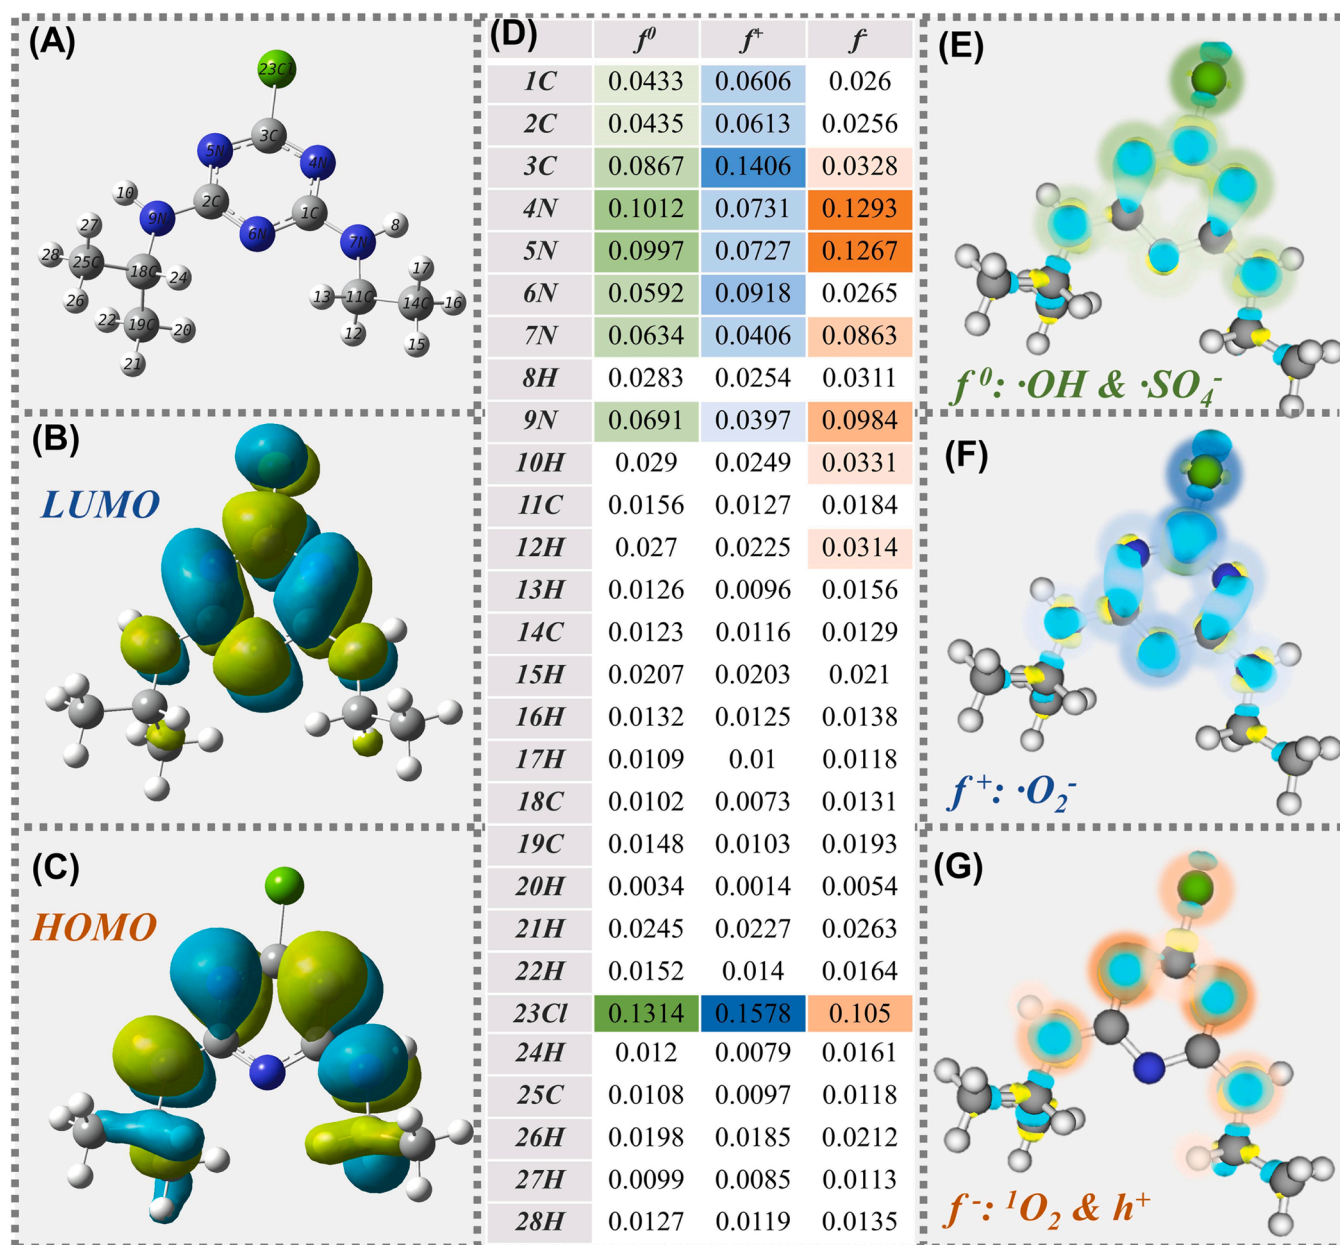 (A)
23Cl
3C
5N
4N
10
2C
1C
8
27
9N
6N
7N
28
25C
18C
24
17
13
11C
14C
16
26
22
19C
20
12
15
21
(B)
LUMO
(C)
HOMO
(D)
f⁰ f⁺ f⁻
1C 0.0433 0.0606 0.026
2C 0.0435 0.0613 0.0256
3C 0.0867 0.1406 0.0328
4N 0.1012 0.0731 0.1293
5N 0.0997 0.0727 0.1267
6N 0.0592 0.0918 0.0265
7N 0.0634 0.0406 0.0863
8H 0.0283 0.0254 0.0311
9N 0.0691 0.0397 0.0984
10H 0.029 0.0249 0.0331
11C 0.0156 0.0127 0.0184
12H 0.027 0.0225 0.0314
13H 0.0126 0.0096 0.0156
14C 0.0123 0.0116 0.0129
15H 0.0207 0.0203 0.021
16H 0.0132 0.0125 0.0138
17H 0.0109 0.01 0.0118
18C 0.0102 0.0073 0.0131
19C 0.0148 0.0103 0.0193
20H 0.0034 0.0014 0.0054
21H 0.0245 0.0227 0.0263
22H 0.0152 0.014 0.0164
23Cl 0.1314 0.1578 0.105
24H 0.012 0.0079 0.0161
25C 0.0108 0.0097 0.0118
26H 0.0198 0.0185 0.0212
27H 0.0099 0.0085 0.0113
28H 0.0127 0.0119 0.0135
(E)
f⁰: ·OH & ·SO₄⁻
(F)
f⁺: ·O₂⁻
(G)
f⁻: ¹O₂ & h⁺